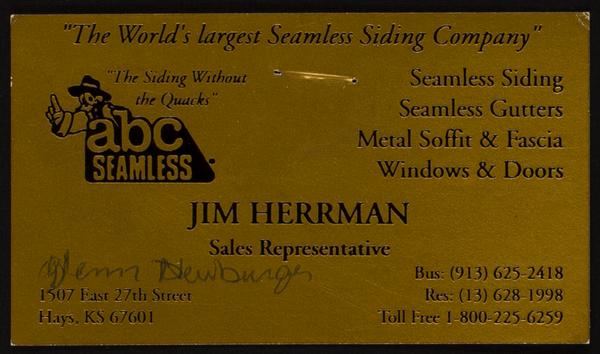 "The World's largest Seamless Siding Company"
"The Siding Without
the Quacks"
abc
SEAMLESS
Seamless Siding
Seamless Gutters
Metal Soffit & Fascia
Windows & Doors
JIM HERRMAN
Sales Representative
Glenn
1507 East 27th Street
Hays, KS 67601
Bus: (913) 625-2418
Res: (13) 628-1998
Toll Free 1-800-225-6259